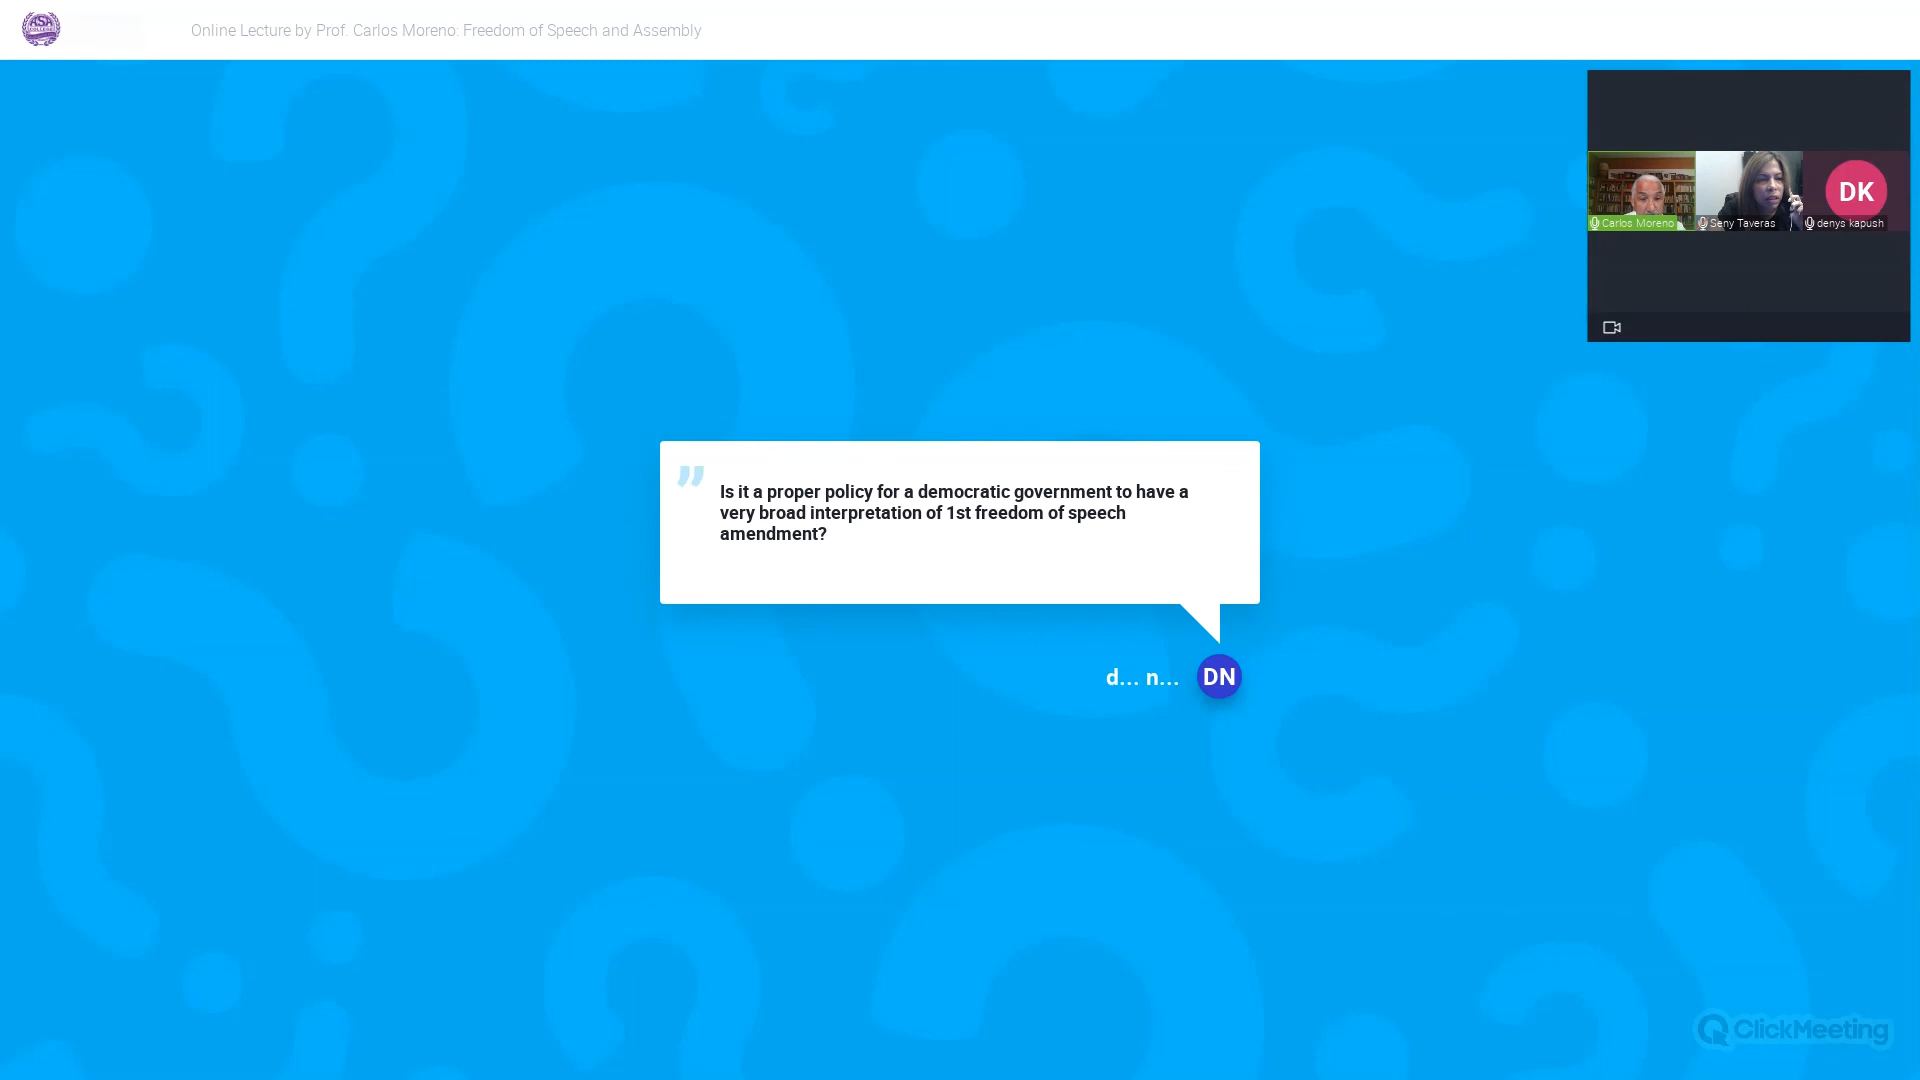 ASA
COLLEGE
Online Lecture by Prof. Carlos Moreno: Freedom of Speech and Assembly
DK
Carlos Moreno
Seny Taveras
denys kapush
”
Is it a proper policy for a democratic government to have a
very broad interpretation of 1st freedom of speech
amendment?
d... n...
DN
ClickMeeting